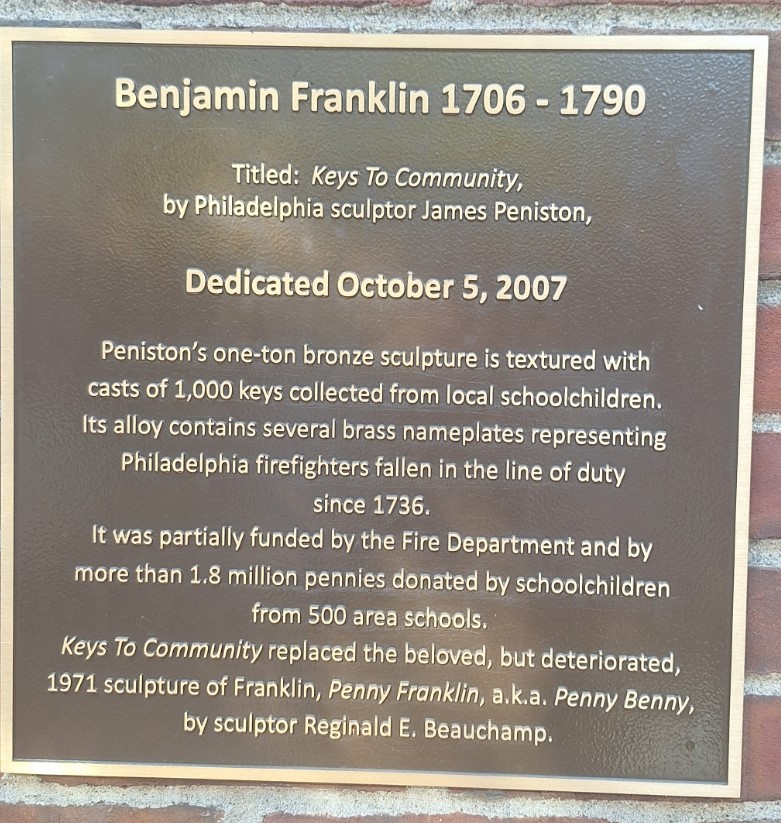 Benjamin Franklin 1706 - 1790
Titled: Keys To Community,
by Philadelphia sculptor James Peniston,
Dedicated October 5, 2007
Peniston's one-ton bronze sculpture is textured with
casts of 1,000 keys collected from local schoolchildren.
Its alloy contains several brass nameplates representing
Philadelphia firefighters fallen in the line of duty
since 1736.
It was partially funded by the Fire Department and by
more than 1.8 million pennies donated by schoolchildren
from 500 area schools.
Keys To Community replaced the beloved, but deteriorated,
1971 sculpture of Franklin, Penny Franklin, a.k.a. Penny Benny,
by sculptor Reginald E. Beauchamp.